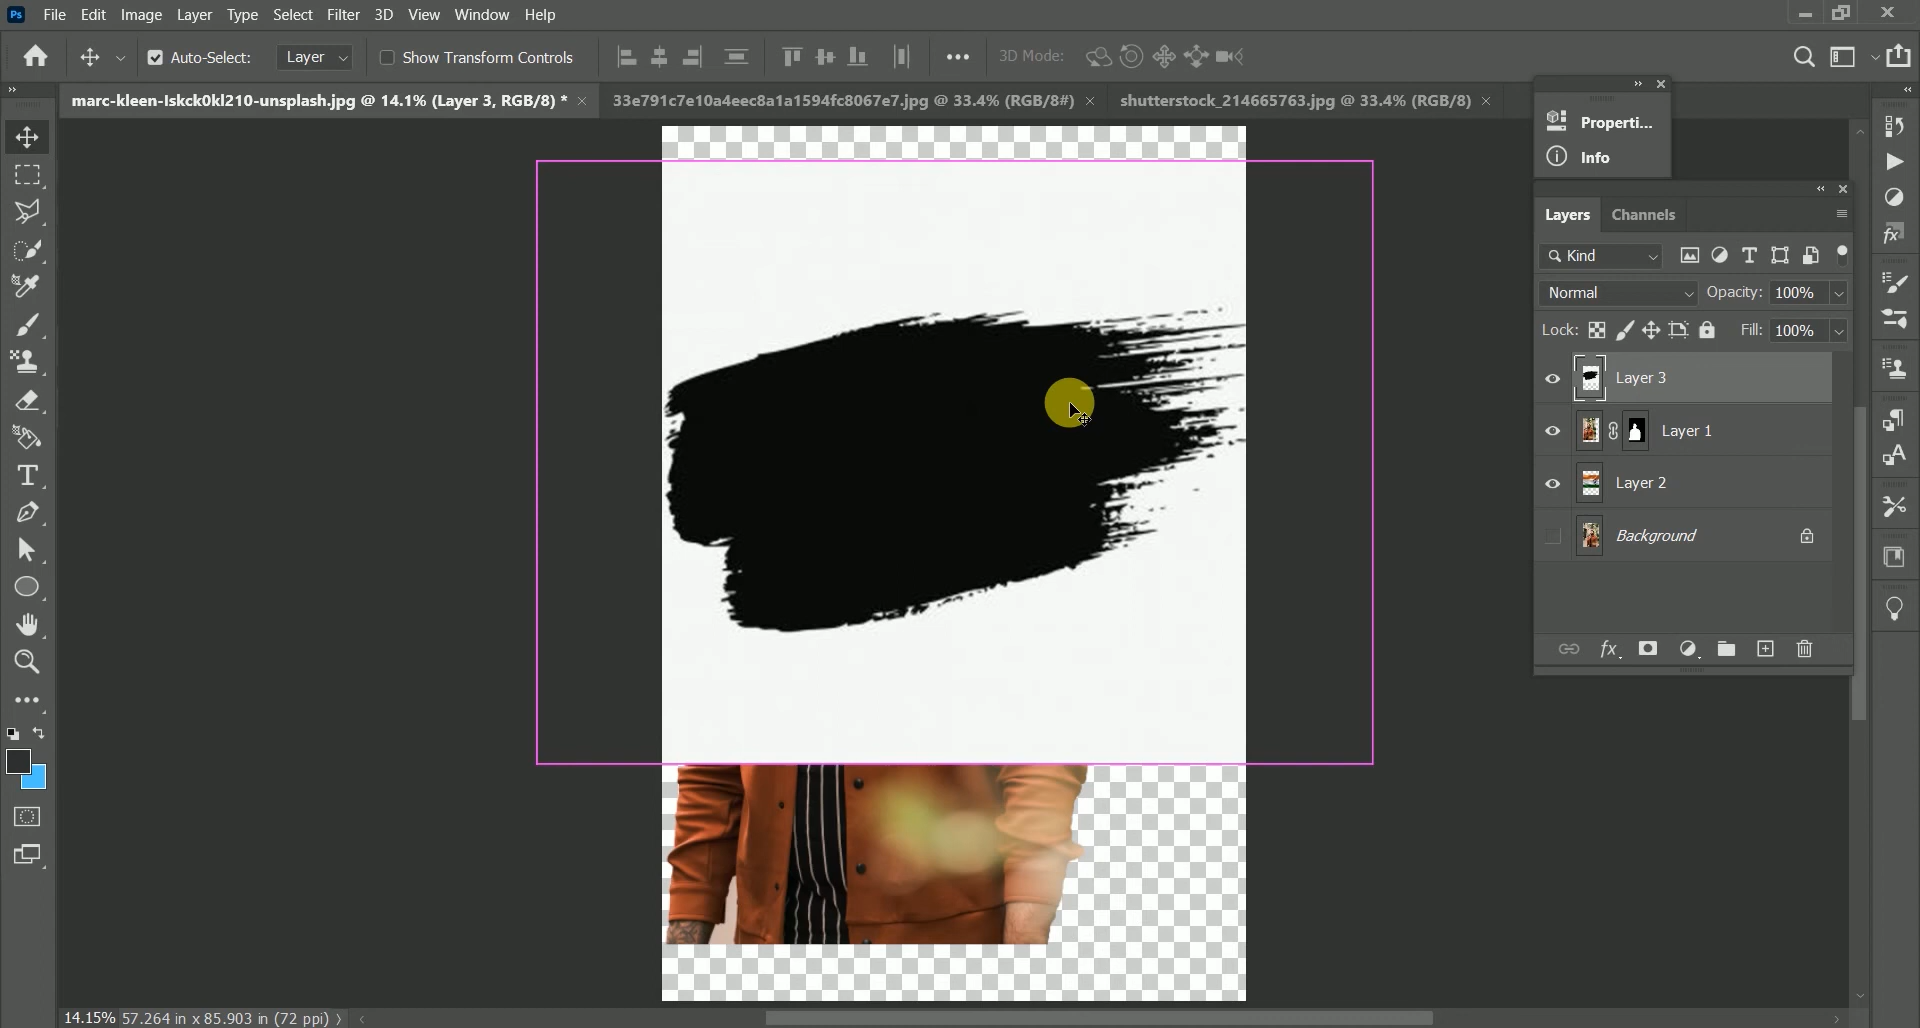 Ps File Edit Image Layer Type Select Filter 3D View Window Help
Auto-Select: Layer Show Transform Controls 3D Mode:
marc-kleen-Iskck0kl210-unsplash.jpg @ 14.1% (Layer 3, RGB/8) * 33e791c7e10a4eec8a1a1594fc8067e7.jpg @ 33.4% (RGB/8#) shutterstock_214665763.jpg @ 33.4% (RGB/8)
Properti...
Info
Layers Channels
Kind
Normal Opacity: 100%
Lock: Fill: 100%
Layer 3
Layer 1
Layer 2
Background
fx
14.15% 57.264 in x 85.903 in (72 ppi)